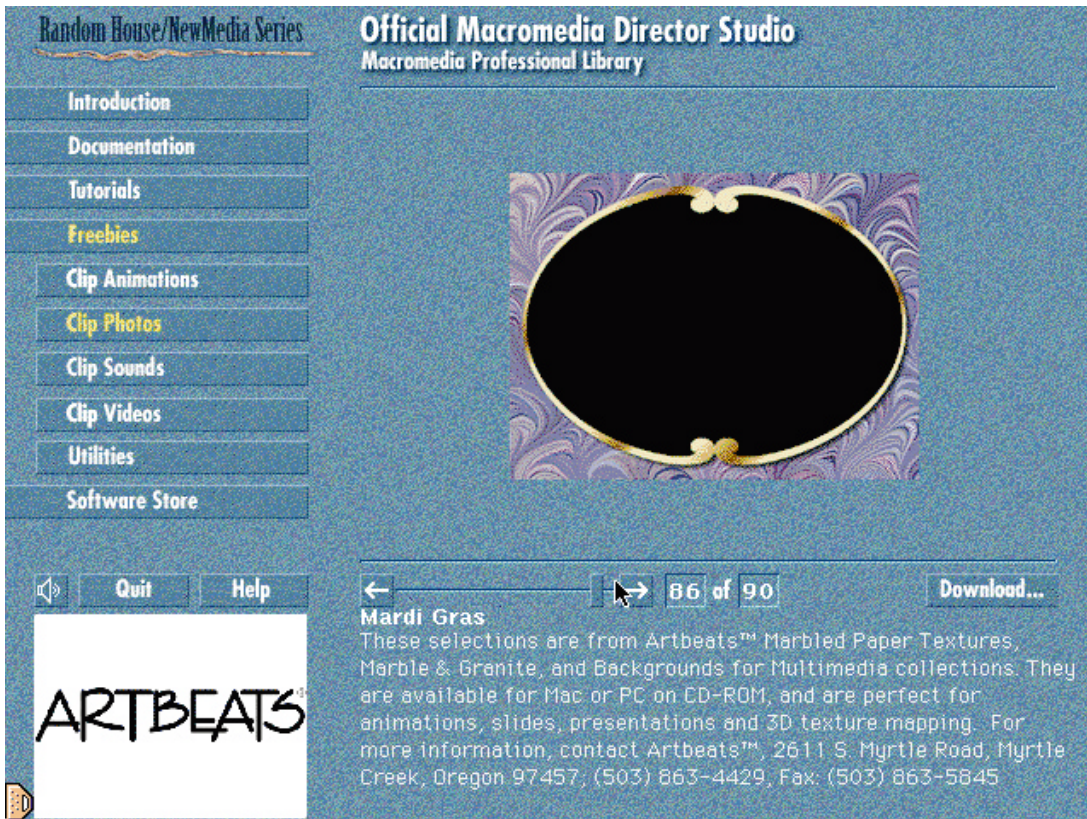 Random House/NewMedia Series
Official Macromedia Director Studio
Macromedia Professional Library
Introduction
Documentation
Tutorials
Freebies
Clip Animations
Clip Photos
Clip Sounds
Clip Videos
Utilities
Software Store
Quit
Help
86 of 90
Download...
Mardi Gras
These selections are from Artbeats™ Marbled Paper Textures,
Marble & Granite, and Backgrounds for Multimedia collections. They
are available for Mac or PC on CD-ROM, and are perfect for
animations, slides, presentations and 3D texture mapping. For
more information, contact Artbeats™, 2611 S. Myrtle Road, Myrtle
Creek, Oregon 97457; (503) 863-4429, Fax: (503) 863-5845
ARTBEATS